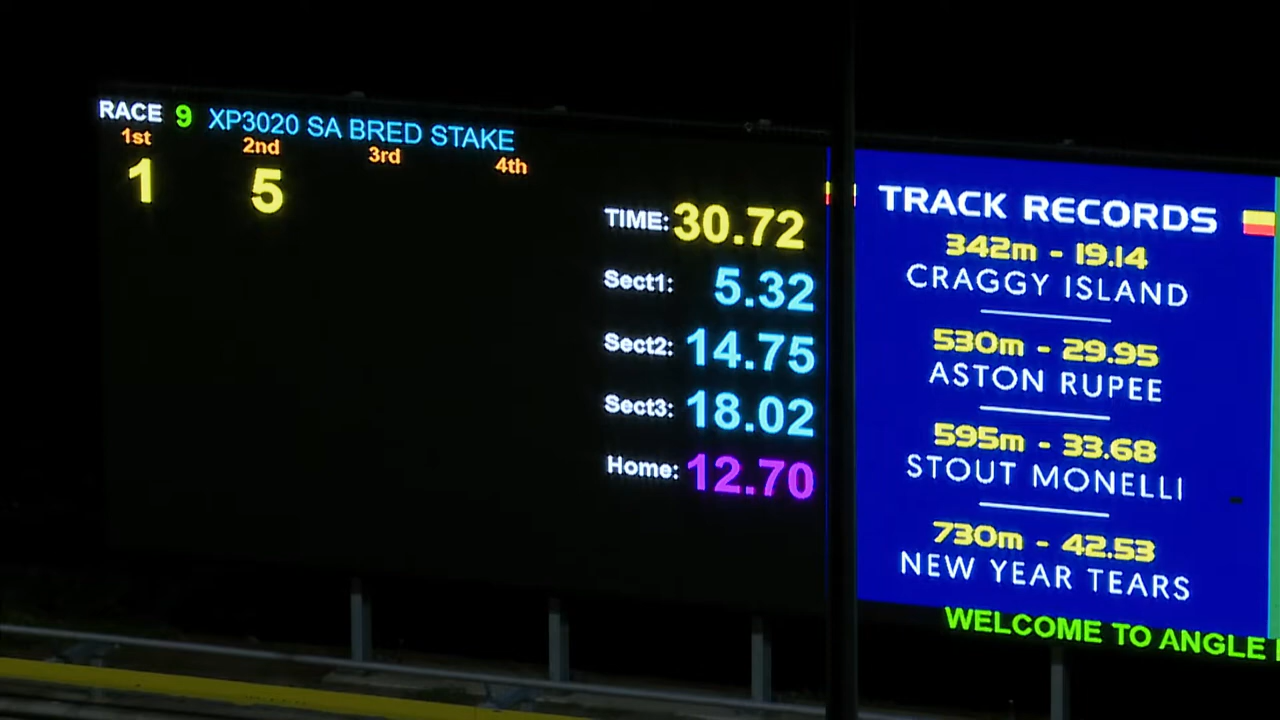 RACE 9 XP3020 SA BRED STAKE
1st 2nd 3rd 4th
1 5
TIME: 30.72
Sect1: 5.32
Sect2: 14.75
Sect3: 18.02
Home: 12.70
TRACK RECORDS
342m - 19.14
CRAGGY ISLAND
530m - 29.95
ASTON RUPEE
595m - 33.68
STOUT MONELLI
730m - 42.53
NEW YEAR TEARS
WELCOME TO ANGLE